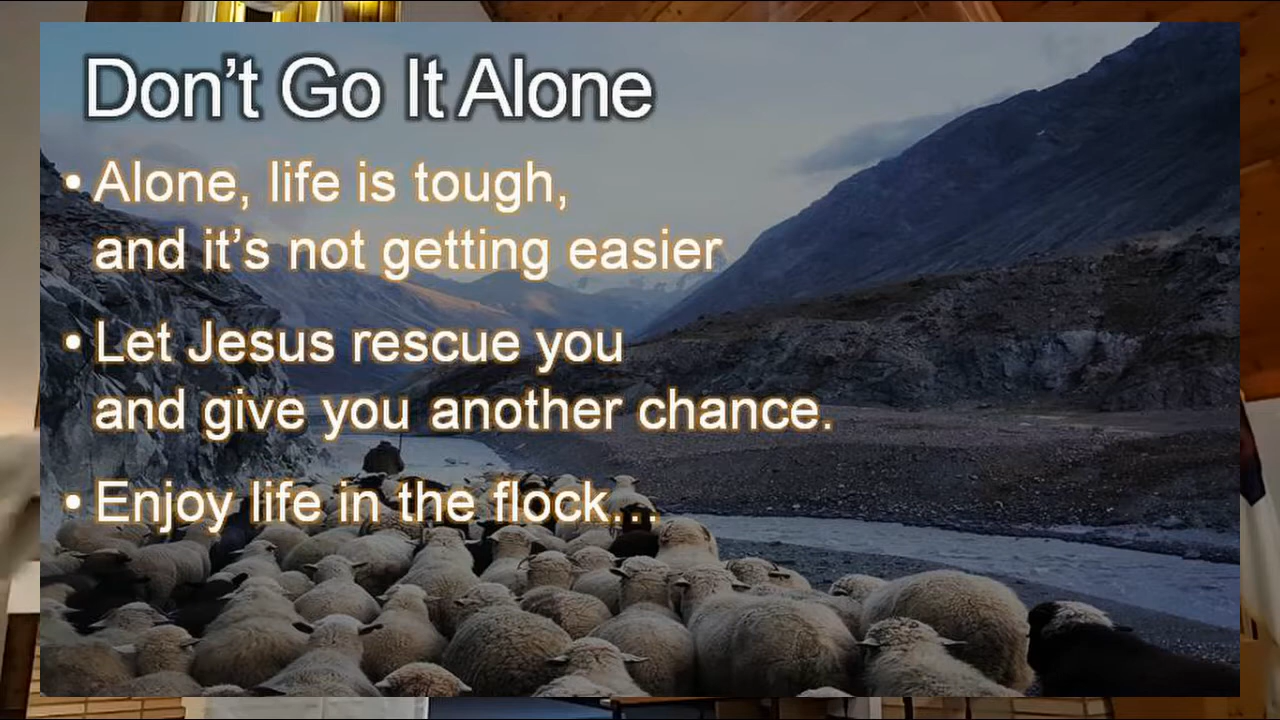 Don't Go It Alone
• Alone, life is tough,
and it's not getting easier
• Let Jesus rescue you
and give you another chance.
• Enjoy life in the flock...